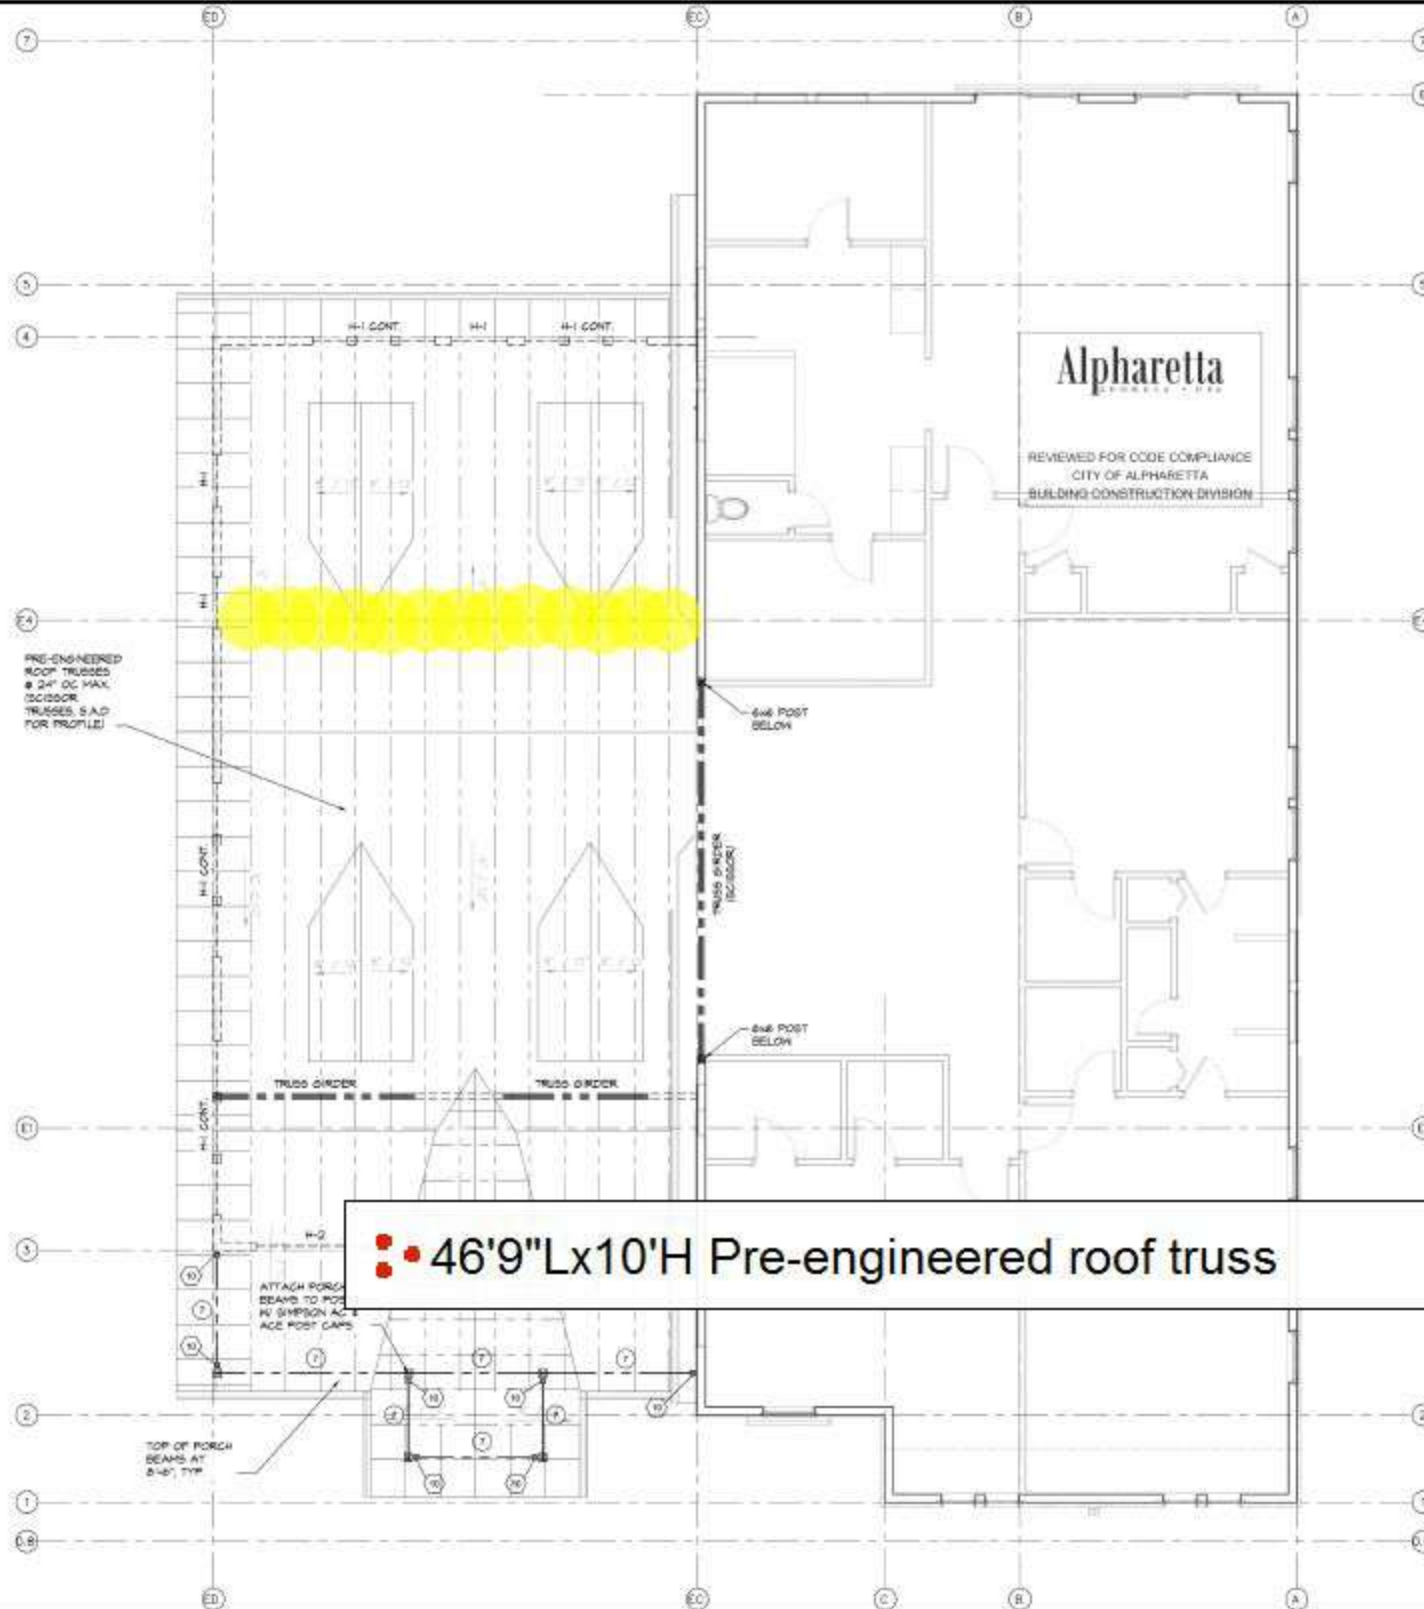 ED EC B A
7 7
6
5
4
H-1 CONT. H-1 H-1 CONT.
Alpharetta
REVIEWED FOR CODE COMPLIANCE
CITY OF ALPHARETTA
BUILDING CONSTRUCTION DIVISION
H-1
H-1
E4
PRE-ENGINEERED
ROOF TRUSSES
@ 24" OC MAX.
(SCISSOR
TRUSSES, S.A.D
FOR PROFILE)
6x6 POST
BELOW
TRUSS GIRDER
(SCISSOR)
H-1 CONT.
6x6 POST
BELOW
TRUSS GIRDER TRUSS GIRDER
H-1 CONT.
E1
46'9"Lx10'H Pre-engineered roof truss
H-2
3
10
7
10
ATTACH PORCH
BEAMS TO
W/ SIMPSON AC &
ACE POST CAPS
7 7 7
10 10 10
7 7
2
7
TOP OF PORCH
BEAMS AT
8'-6", TYP
10 10
1
0.8
ED EC C B A